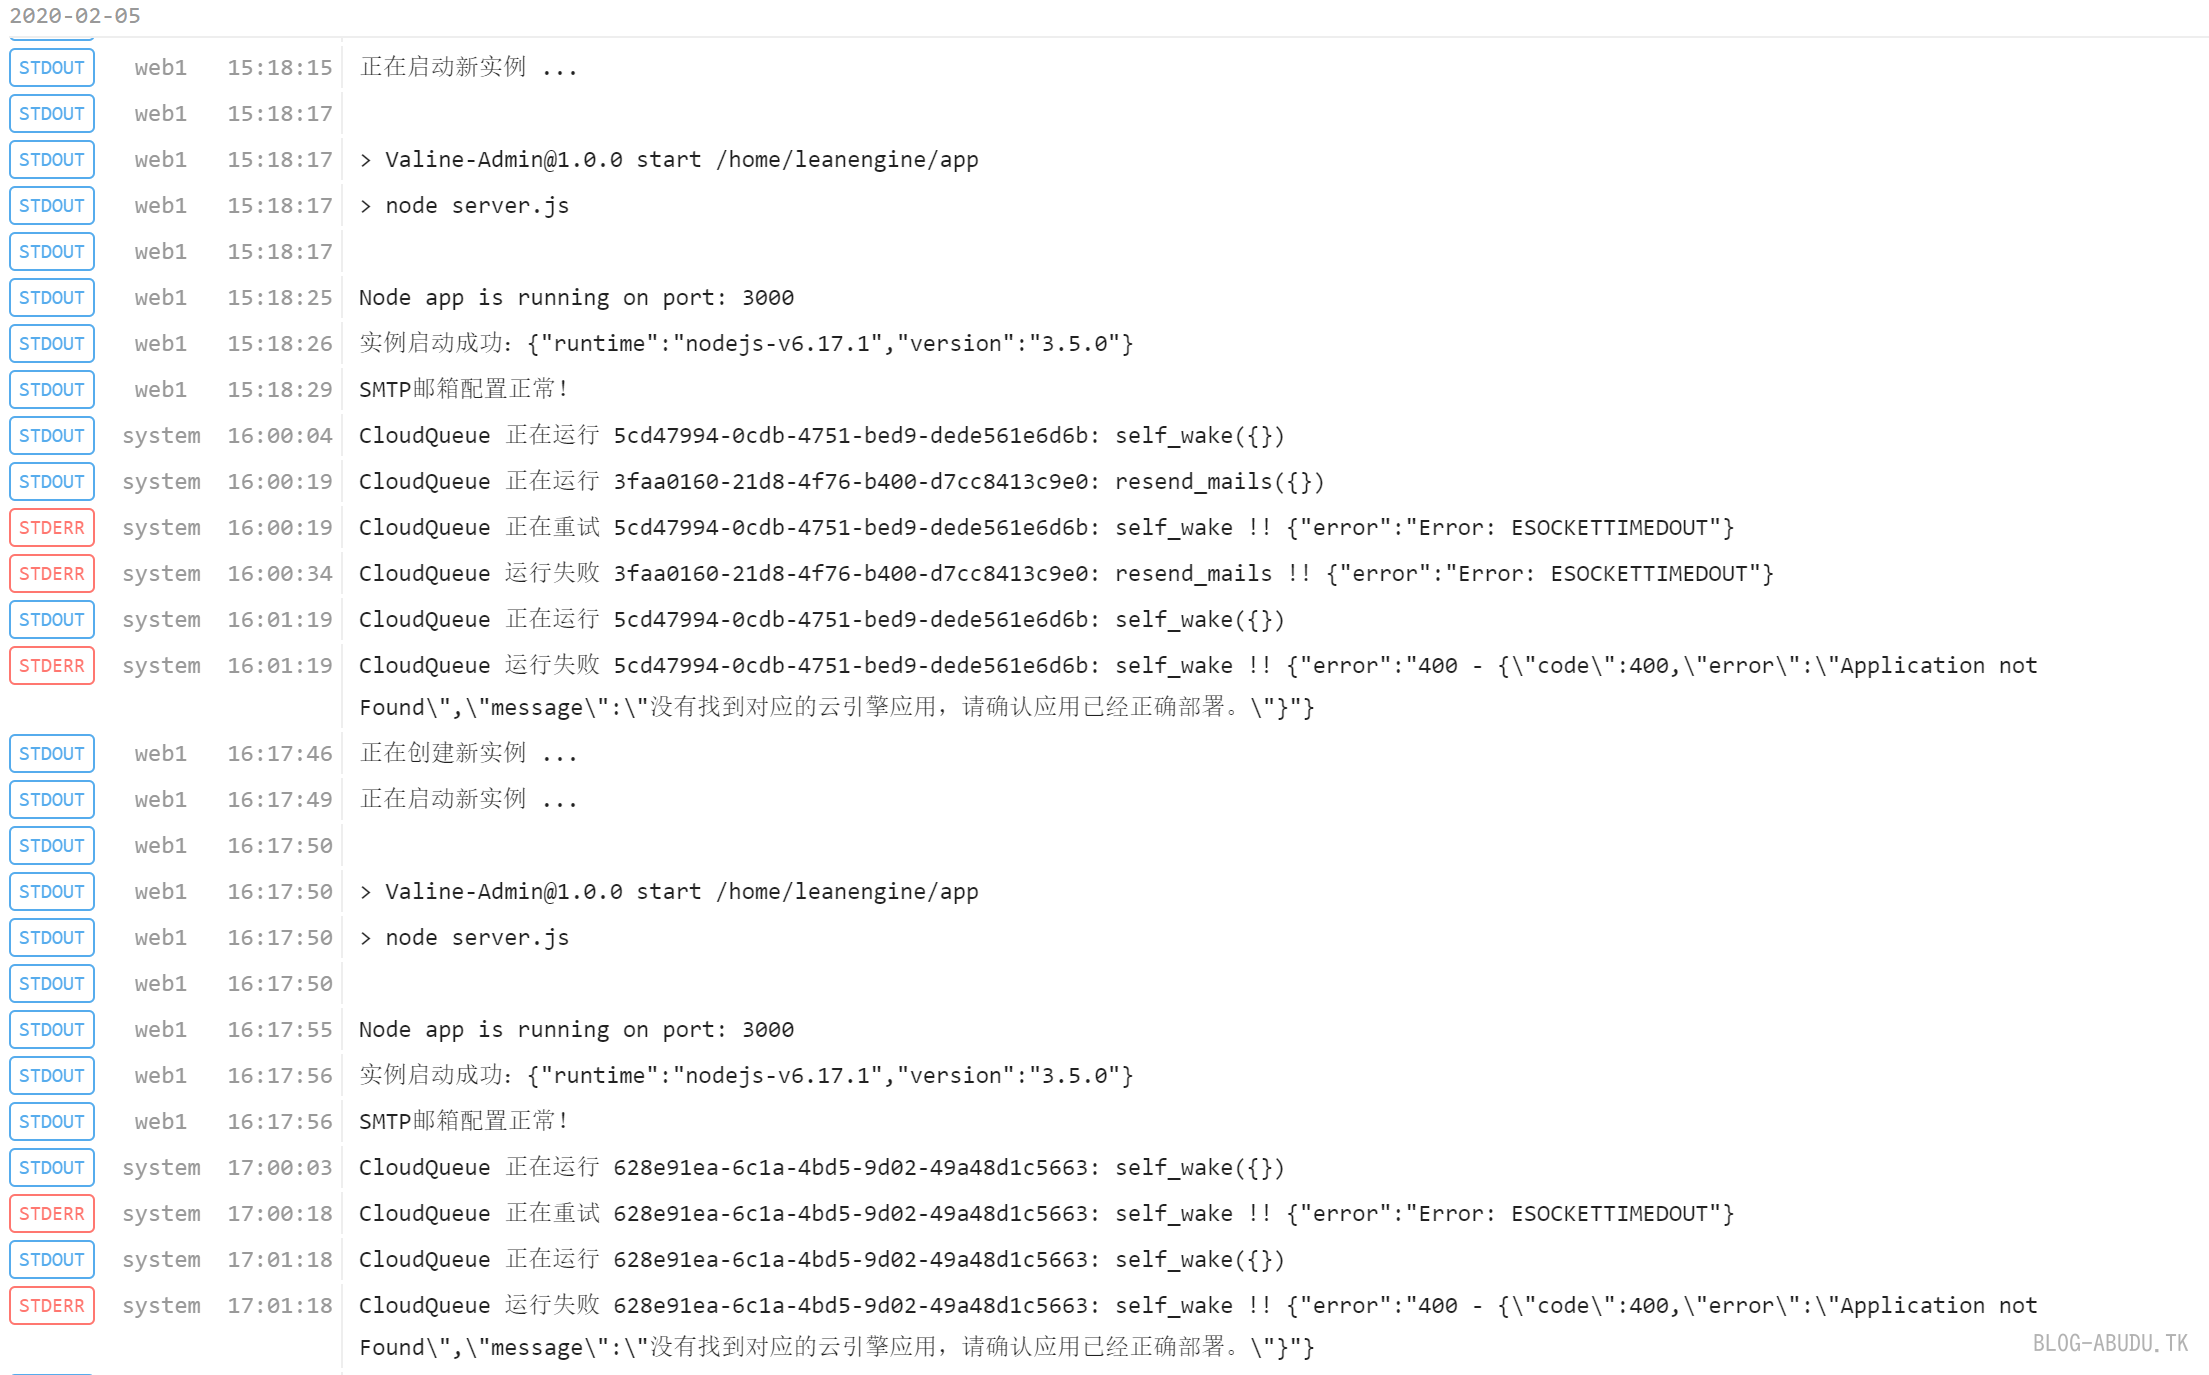 2020-02-05
STDOUT web1 15:18:15 正在启动新实例 ...
STDOUT web1 15:18:17
STDOUT web1 15:18:17 > Valine-Admin@1.0.0 start /home/leanengine/app
STDOUT web1 15:18:17 > node server.js
STDOUT web1 15:18:17
STDOUT web1 15:18:25 Node app is running on port: 3000
STDOUT web1 15:18:26 实例启动成功：{"runtime":"nodejs-v6.17.1","version":"3.5.0"}
STDOUT web1 15:18:29 SMTP邮箱配置正常！
STDOUT system 16:00:04 CloudQueue 正在运行 5cd47994-0cdb-4751-bed9-dede561e6d6b: self_wake({})
STDOUT system 16:00:19 CloudQueue 正在运行 3faa0160-21d8-4f76-b400-d7cc8413c9e0: resend_mails({})
STDERR system 16:00:19 CloudQueue 正在重试 5cd47994-0cdb-4751-bed9-dede561e6d6b: self_wake !! {"error":"Error: ESOCKETTIMEDOUT"}
STDERR system 16:00:34 CloudQueue 运行失败 3faa0160-21d8-4f76-b400-d7cc8413c9e0: resend_mails !! {"error":"Error: ESOCKETTIMEDOUT"}
STDOUT system 16:01:19 CloudQueue 正在运行 5cd47994-0cdb-4751-bed9-dede561e6d6b: self_wake({})
STDERR system 16:01:19 CloudQueue 运行失败 5cd47994-0cdb-4751-bed9-dede561e6d6b: self_wake !! {"error":"400 - {\"code\":400,\"error\":\"Application not
Found\",\"message\":\"没有找到对应的云引擎应用，请确认应用已经正确部署。\"}"}
STDOUT web1 16:17:46 正在创建新实例 ...
STDOUT web1 16:17:49 正在启动新实例 ...
STDOUT web1 16:17:50
STDOUT web1 16:17:50 > Valine-Admin@1.0.0 start /home/leanengine/app
STDOUT web1 16:17:50 > node server.js
STDOUT web1 16:17:50
STDOUT web1 16:17:55 Node app is running on port: 3000
STDOUT web1 16:17:56 实例启动成功：{"runtime":"nodejs-v6.17.1","version":"3.5.0"}
STDOUT web1 16:17:56 SMTP邮箱配置正常！
STDOUT system 17:00:03 CloudQueue 正在运行 628e91ea-6c1a-4bd5-9d02-49a48d1c5663: self_wake({})
STDERR system 17:00:18 CloudQueue 正在重试 628e91ea-6c1a-4bd5-9d02-49a48d1c5663: self_wake !! {"error":"Error: ESOCKETTIMEDOUT"}
STDOUT system 17:01:18 CloudQueue 正在运行 628e91ea-6c1a-4bd5-9d02-49a48d1c5663: self_wake({})
STDERR system 17:01:18 CloudQueue 运行失败 628e91ea-6c1a-4bd5-9d02-49a48d1c5663: self_wake !! {"error":"400 - {\"code\":400,\"error\":\"Application not
Found\",\"message\":\"没有找到对应的云引擎应用，请确认应用已经正确部署。\"}"}
BLOG-ABUDU.TK